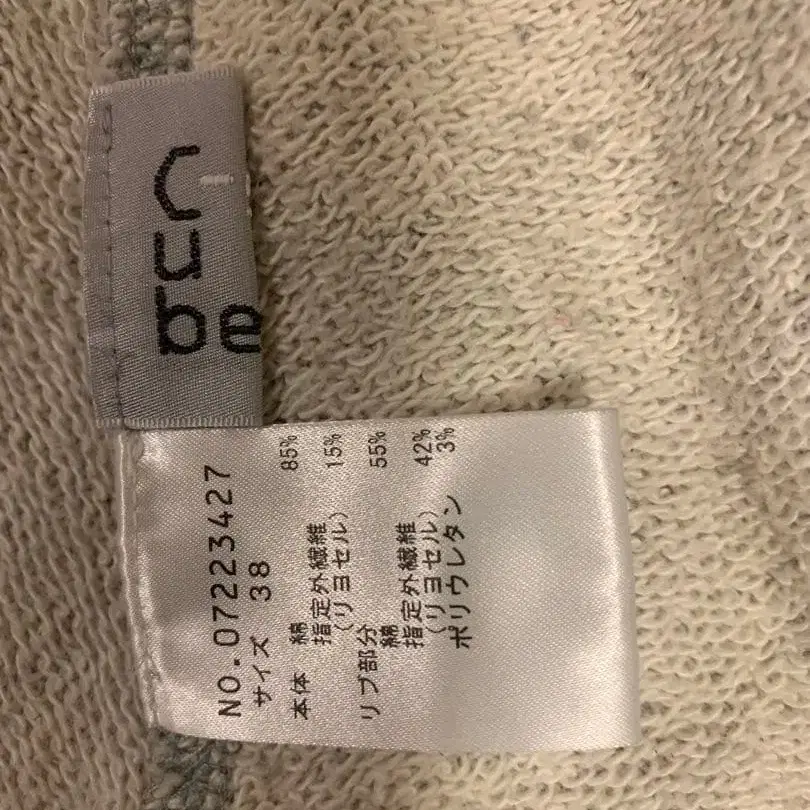 NO.07223427
サイズ 38
本体 綿 85%
指定外繊維 15%
(リヨセル)
リブ部分
綿 55%
指定外繊維 42%
(リヨセル)
ポリウレタン 3%